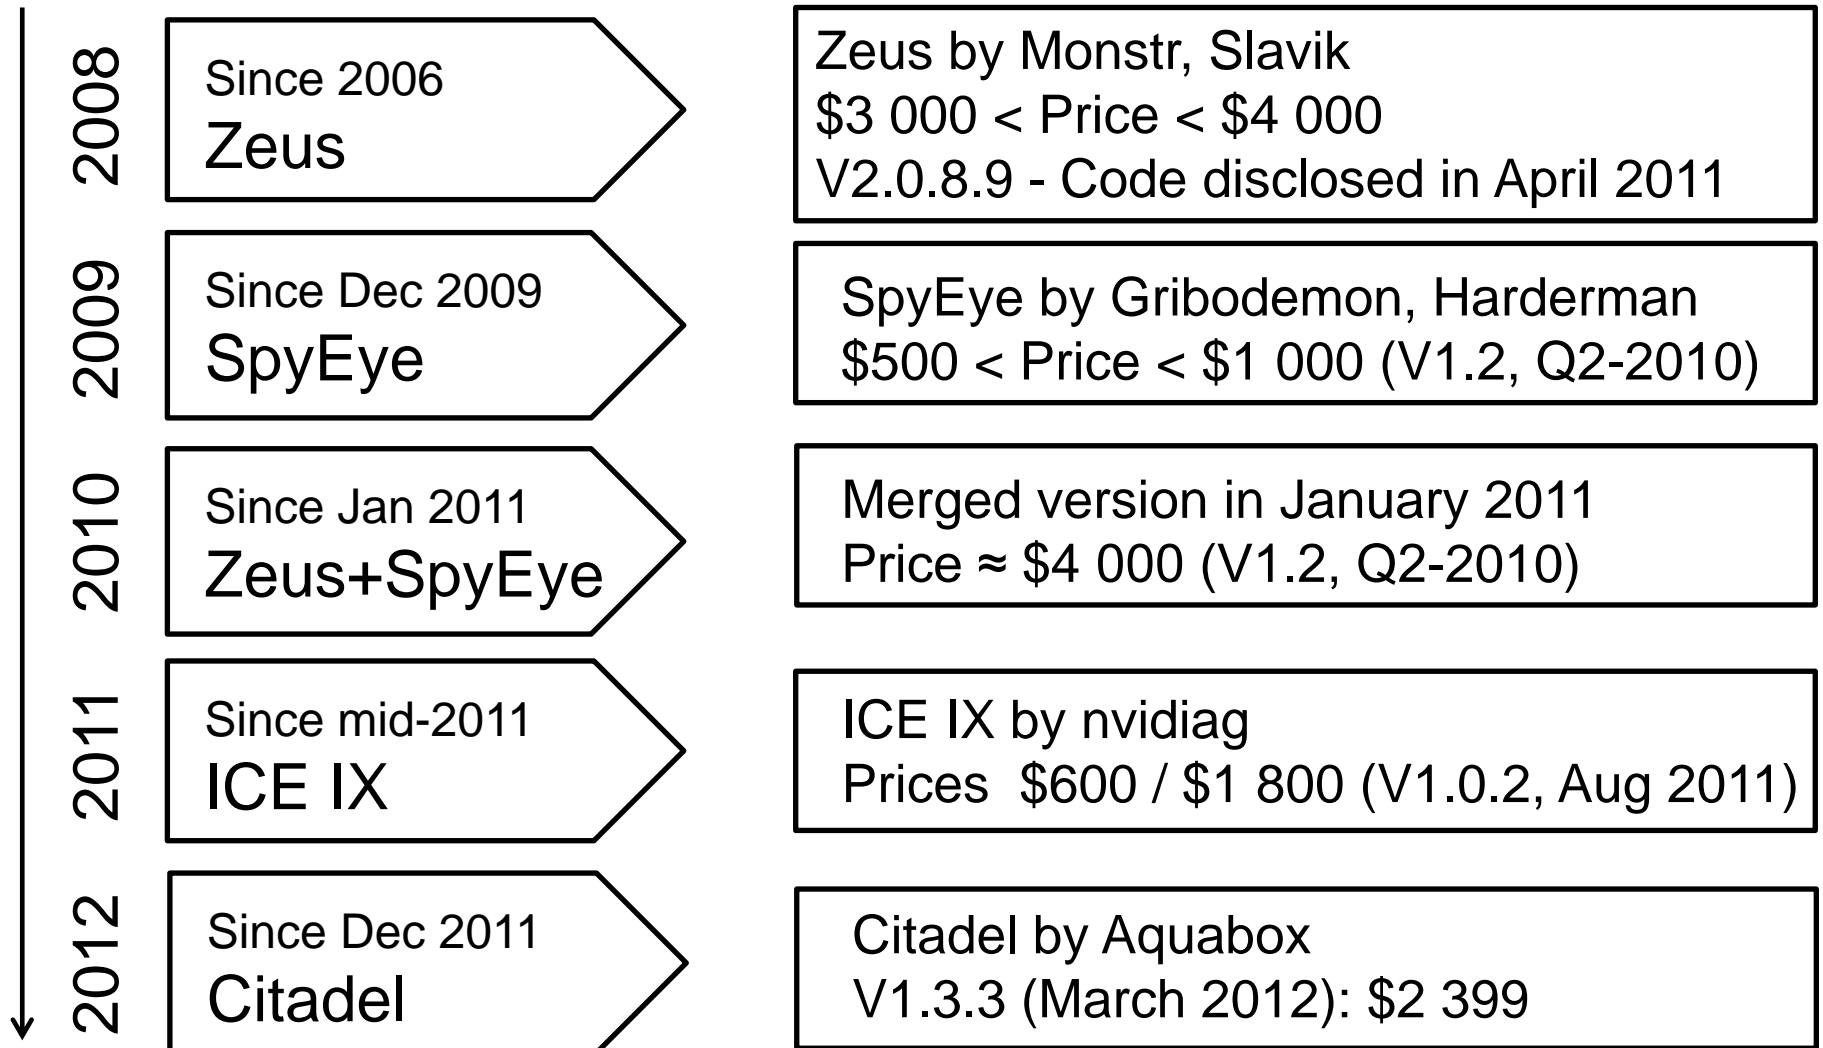 2008
Since 2006
Zeus
Zeus by Monstr, Slavik
$3 000 < Price < $4 000
V2.0.8.9 - Code disclosed in April 2011
2009
Since Dec 2009
SpyEye
SpyEye by Gribodemon, Harderman
$500 < Price < $1 000 (V1.2, Q2-2010)
2010
Since Jan 2011
Zeus+SpyEye
Merged version in January 2011
Price ≈ $4 000 (V1.2, Q2-2010)
2011
Since mid-2011
ICE IX
ICE IX by nvidiag
Prices  $600 / $1 800 (V1.0.2, Aug 2011)
2012
Since Dec 2011
Citadel
Citadel by Aquabox
V1.3.3 (March 2012): $2 399